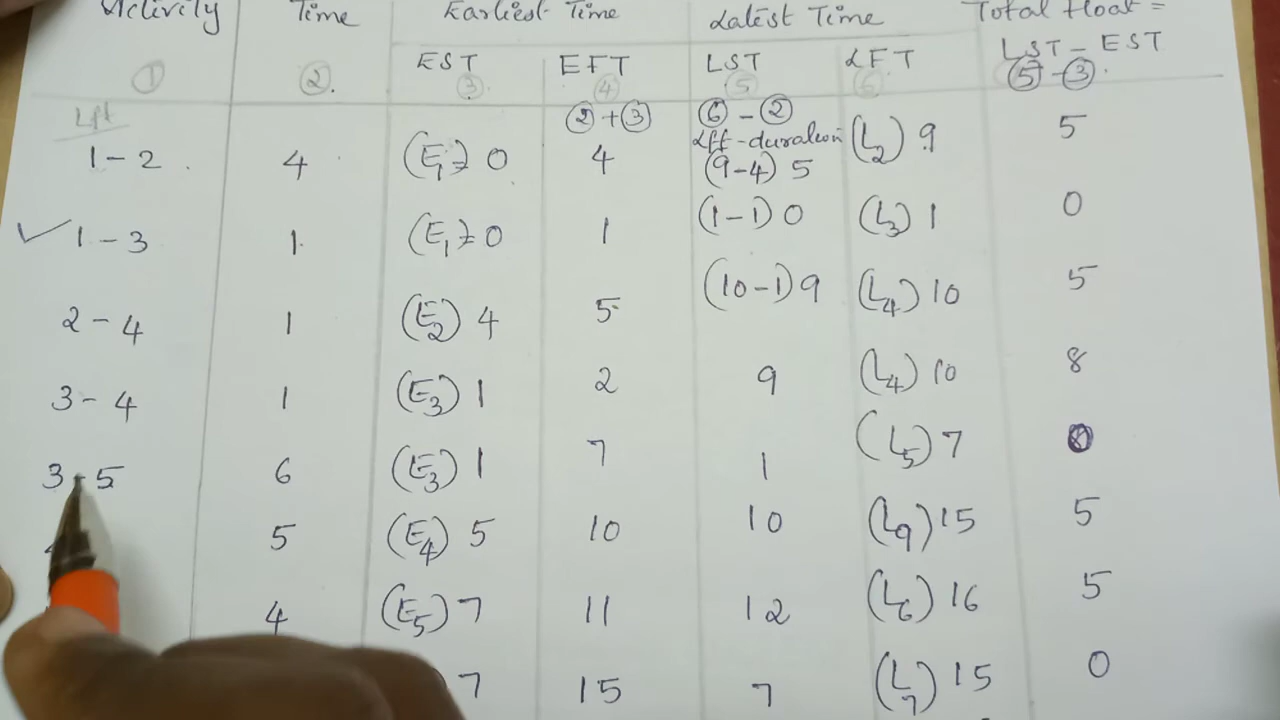 Activity Time Earliest Time Latest Time Total float =
EST EFT LST LFT LST - EST
① ② ③ ④ ⑤ ⑥ ⑤ - ③
② + ③ ⑥ - ②
Lft - duration
1 - 2 4 (E1) = 0 4 (9-4) 5 (L2) 9 5
1 - 3 1 (E1) = 0 1 (1-1) 0 (L3) 1 0
2 - 4 1 (E2) 4 5 (10-1) 9 (L4) 10 5
3 - 4 1 (E3) 1 2 9 (L4) 10 8
3 - 5 6 (E3) 1 7 1 (L5) 7 0
5 (E4) 5 10 10 (L9) 15 5
4 (E5) 7 11 12 (L6) 16 5
7 15 7 (L7) 15 0